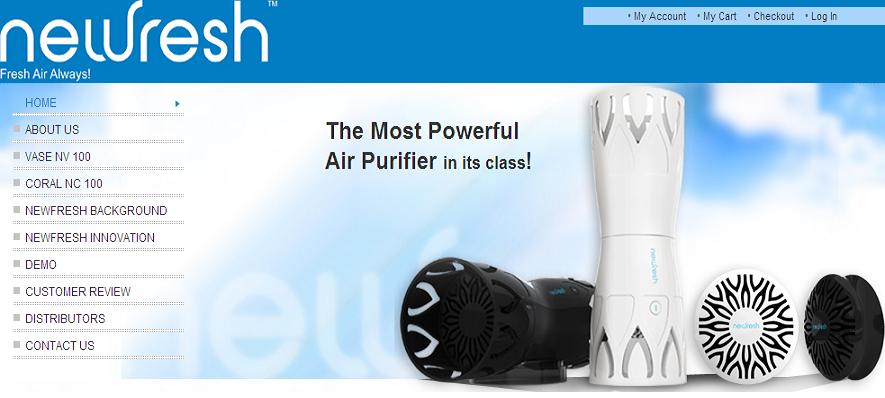 newfresh™
Fresh Air Always!
• My Account • My Cart • Checkout • Log In
HOME
ABOUT US
VASE NV 100
CORAL NC 100
NEWFRESH BACKGROUND
NEWFRESH INNOVATION
DEMO
CUSTOMER REVIEW
DISTRIBUTORS
CONTACT US
The Most Powerful
Air Purifier in its class!
newfresh
newfresh
newfresh
newfresh
newfresh